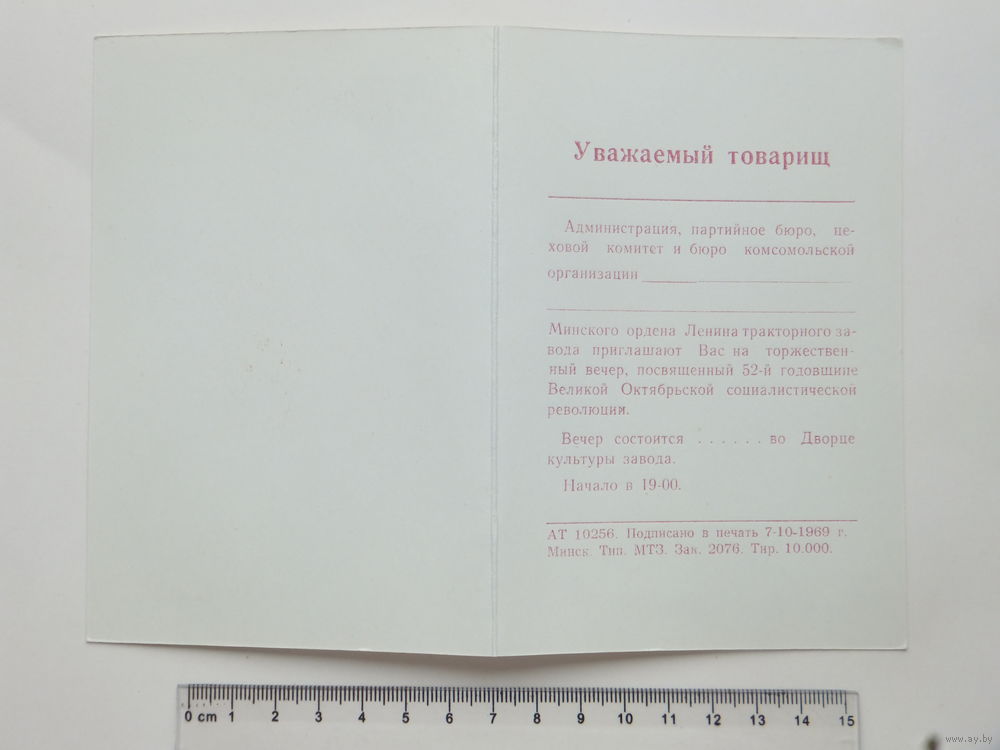 Уважаемый товарищ
Администрация, партийное бюро, це-
ховой комитет и бюро комсомольской
организации
Минского ордена Ленина тракторного за-
вода приглашают Вас на торжествен-
ный вечер, посвященный 52-й годовщине
Великой Октябрьской социалистической
революции.
Вечер состоится . . . . . . во Дворце
культуры завода.
Начало в 19-00.
АТ 10256. Подписано в печать 7-10-1969 г.
Минск. Тип. МТЗ. Зак. 2076. Тир. 10.000.
0 cm 1 2 3 4 5 6 7 8 9 10 11 12 13 14 15
www.ay.by